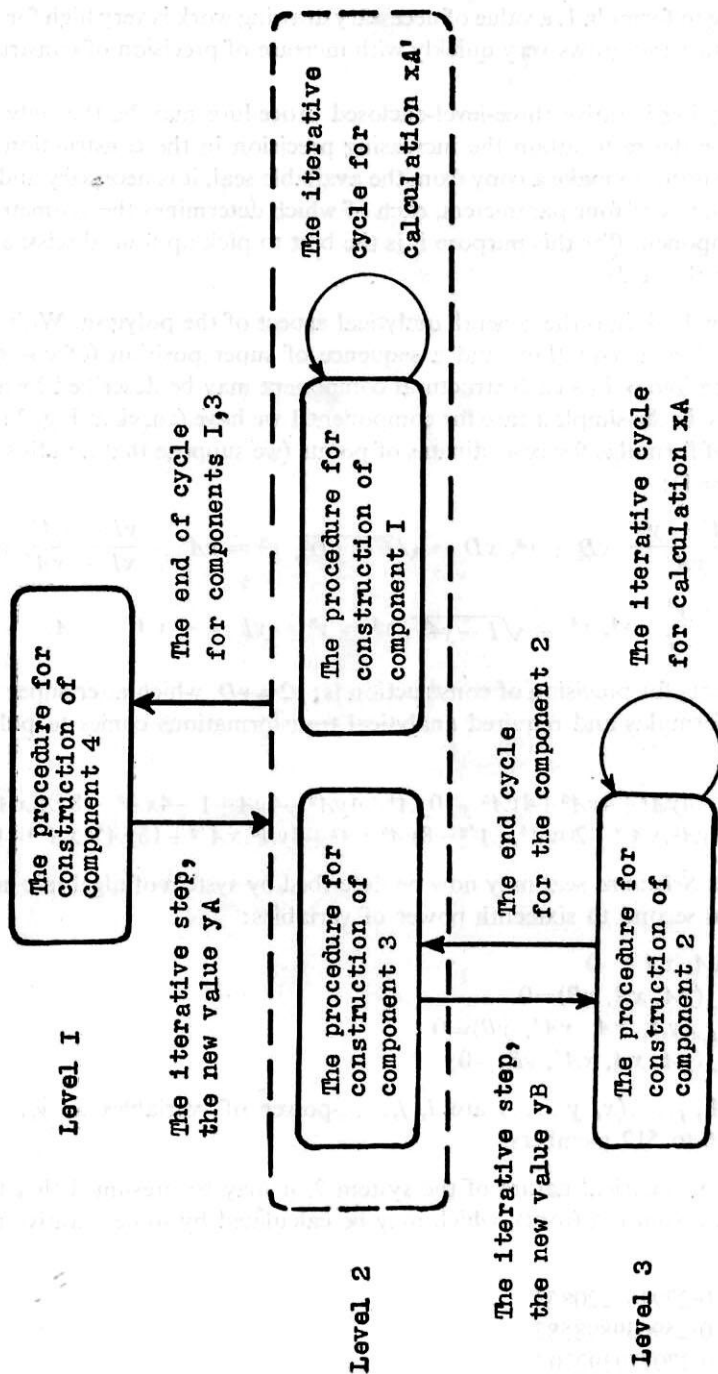 Level I
The procedure for
construction of
component 4
The iterative step,
the new value yA
The end of cycle
for components I,3
Level 2
The procedure for
construction of
component 3
The procedure for
construction of
component I
The iterative
cycle for
calculation xA'
The iterative step,
the new value yB
The end cycle
for the component 2
Level 3
The procedure for
construction of
component 2
The iterative cycle
for calculation xA